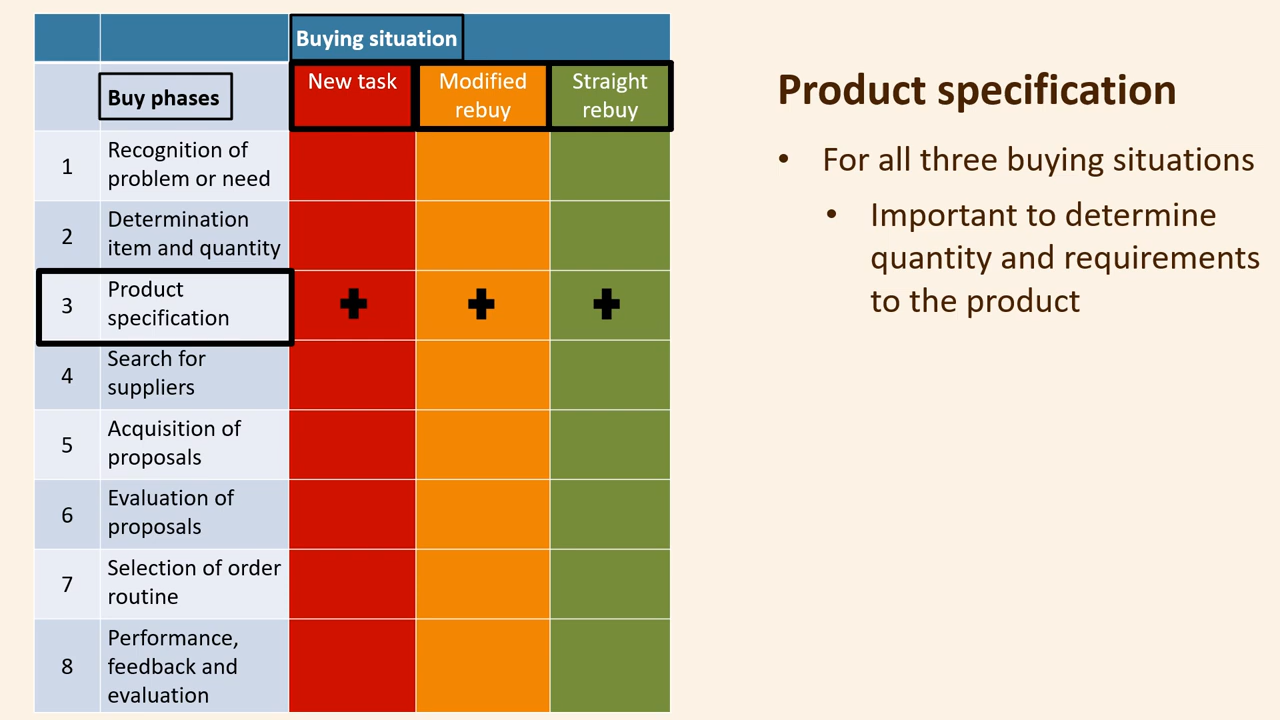 Buying situation
Buy phases
New task
Modified
rebuy
Straight
rebuy
1
Recognition of
problem or need
2
Determination
item and quantity
3
Product
specification
4
Search for
suppliers
5
Acquisition of
proposals
6
Evaluation of
proposals
7
Selection of order
routine
8
Performance,
feedback and
evaluation
Product specification
• For all three buying situations
• Important to determine
quantity and requirements
to the product